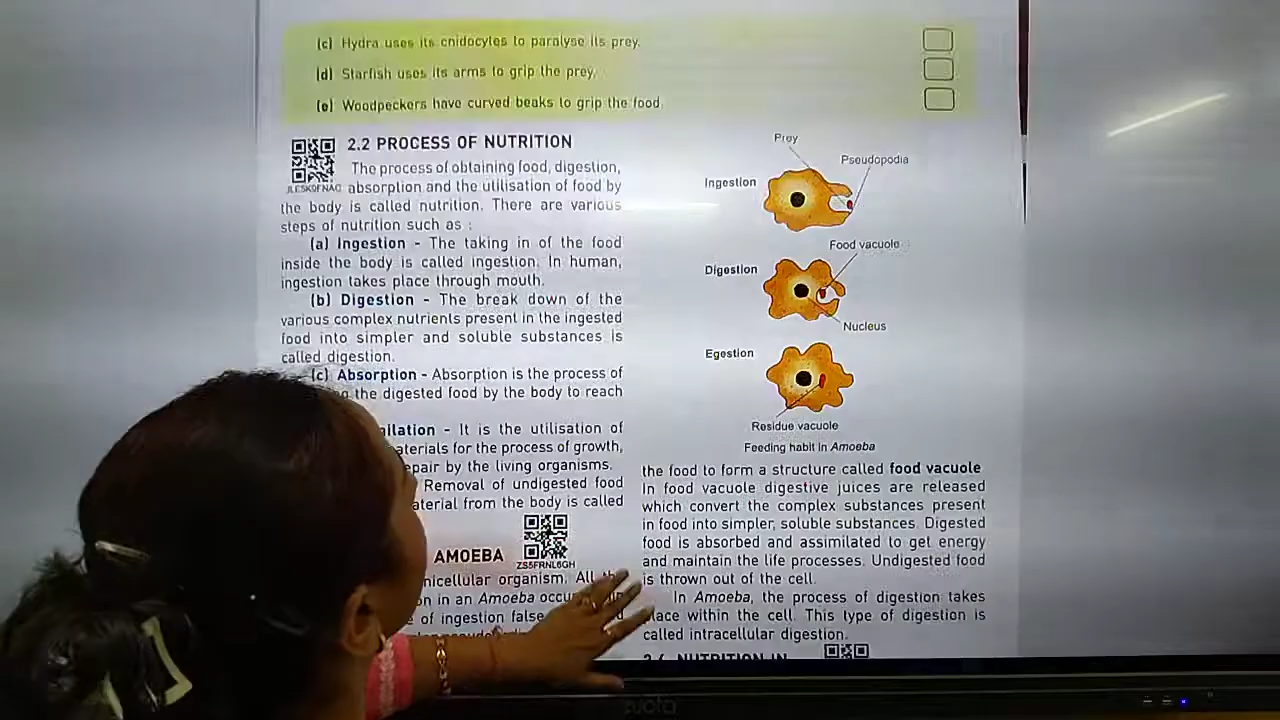 (c) Hydra uses its cnidocytes to paralyse its prey.
(d) Starfish uses its arms to grip the prey.
(e) Woodpeckers have curved beaks to grip the food.
2.2 PROCESS OF NUTRITION
The process of obtaining food, digestion,
JLESK9FNAC absorption and the utilisation of food by
the body is called nutrition. There are various
steps of nutrition such as :
(a) Ingestion - The taking in of the food
inside the body is called ingestion. In human,
ingestion takes place through mouth.
(b) Digestion - The break down of the
various complex nutrients present in the ingested
food into simpler and soluble substances is
called digestion.
(c) Absorption - Absorption is the process of
the digested food by the body to reach
ilation - It is the utilisation of
aterials for the process of growth,
epair by the living organisms.
Removal of undigested food
aterial from the body is called
AMOEBA
ZS5FRNL6GH
nicellular organism. All
on in an Amoeba
of ingestion false
Prey
Pseudopodia
Ingestion
Food vacuole
Digestion
Nucleus
Egestion
Residue vacuole
Feeding habit in Amoeba
the food to form a structure called food vacuole
In food vacuole digestive juices are released
which convert the complex substances present
in food into simpler, soluble substances. Digested
food is absorbed and assimilated to get energy
and maintain the life processes. Undigested food
is thrown out of the cell.
In Amoeba, the process of digestion takes
place within the cell. This type of digestion is
called intracellular digestion.
NUTRITION IN